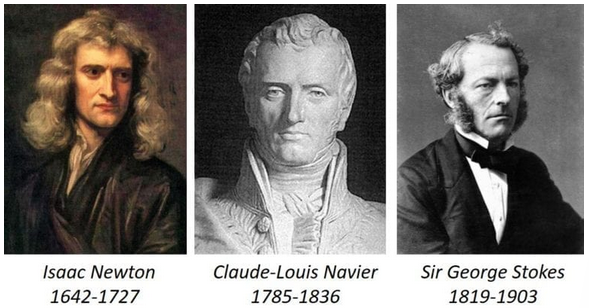 Isaac Newton
1642-1727
Claude-Louis Navier
1785-1836
Sir George Stokes
1819-1903